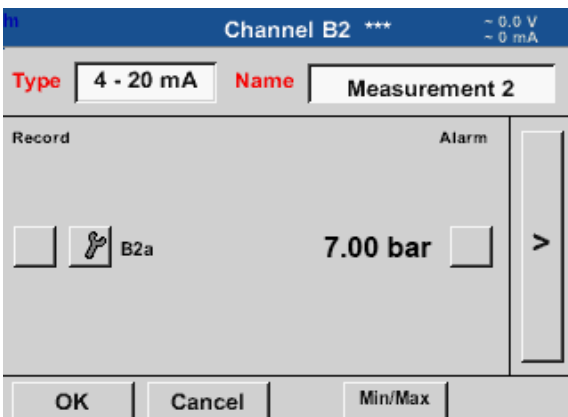 Channel B2 ***
~ 0.0 V
~ 0 mA
Type 4 - 20 mA Name Measurement 2
Record Alarm
B2a 7.00 bar >
OK Cancel Min/Max